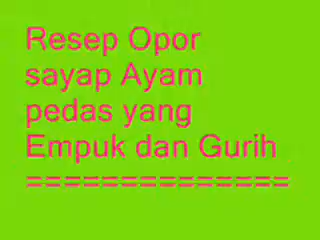 Resep Opor
sayap Ayam
pedas yang
Empuk dan Gurih
==============